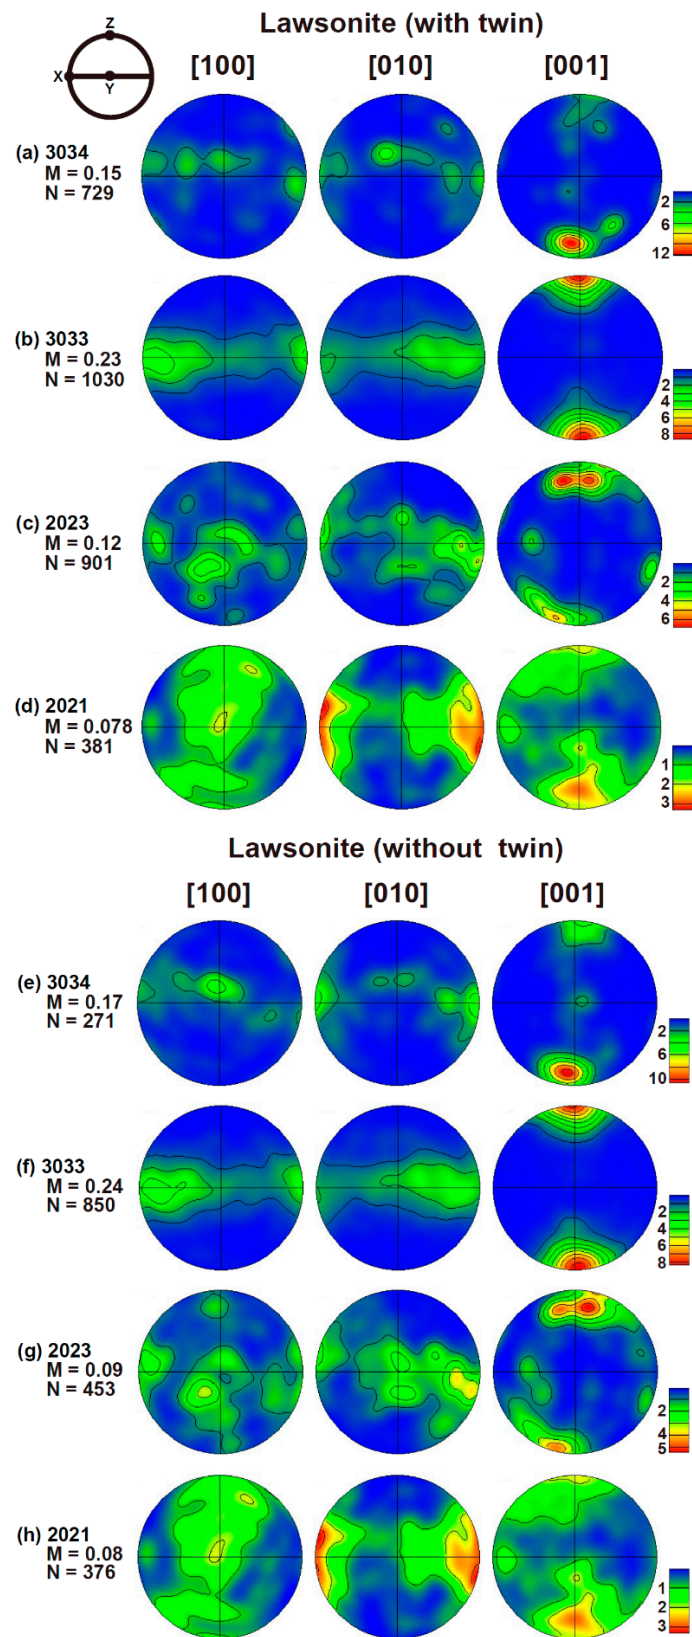 Lawsonite (with twin)
Z
X
Y
[100] [010] [001]
(a) 3034
M = 0.15
N = 729
2
6
12
(b) 3033
M = 0.23
N = 1030
2
4
6
8
(c) 2023
M = 0.12
N = 901
2
4
6
(d) 2021
M = 0.078
N = 381
1
2
3
Lawsonite (without twin)
[100] [010] [001]
(e) 3034
M = 0.17
N = 271
2
6
10
(f) 3033
M = 0.24
N = 850
2
4
6
8
(g) 2023
M = 0.09
N = 453
2
4
5
(h) 2021
M = 0.08
N = 376
1
2
3